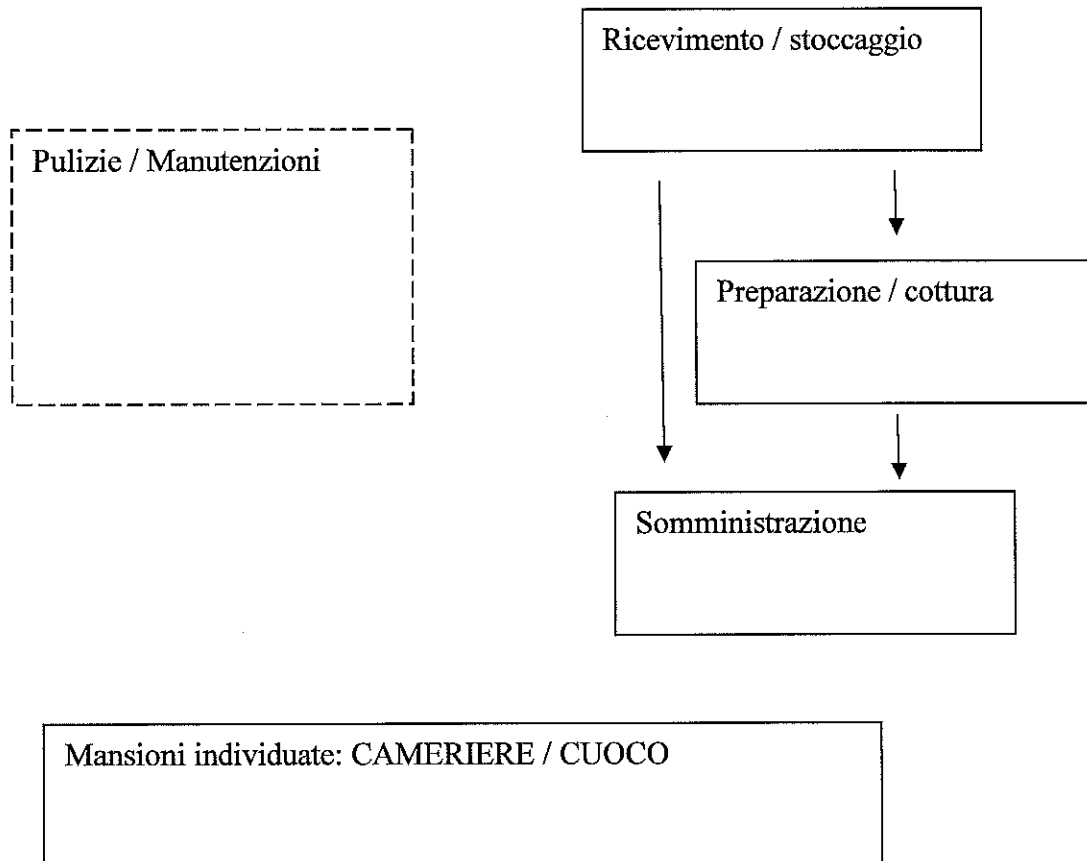 Ricevimento / stoccaggio
Pulizie / Manutenzioni
Preparazione / cottura
Somministrazione
Mansioni individuate: CAMERIERE / CUOCO